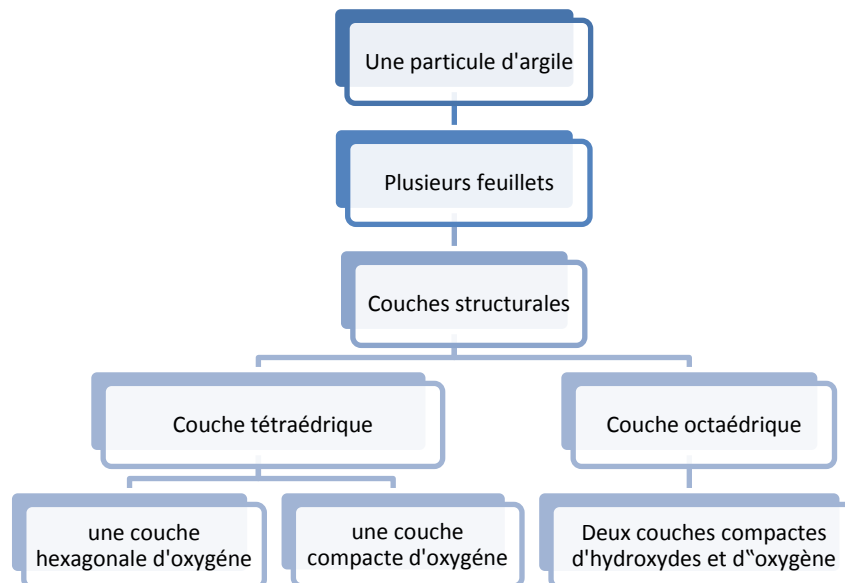 Une particule d'argile
Plusieurs feuillets
Couches structurales
Couche tétraédrique
Couche octaédrique
une couche
hexagonale d'oxygéne
une couche
compacte d'oxygéne
Deux couches compactes
d'hydroxydes et d‟oxygène